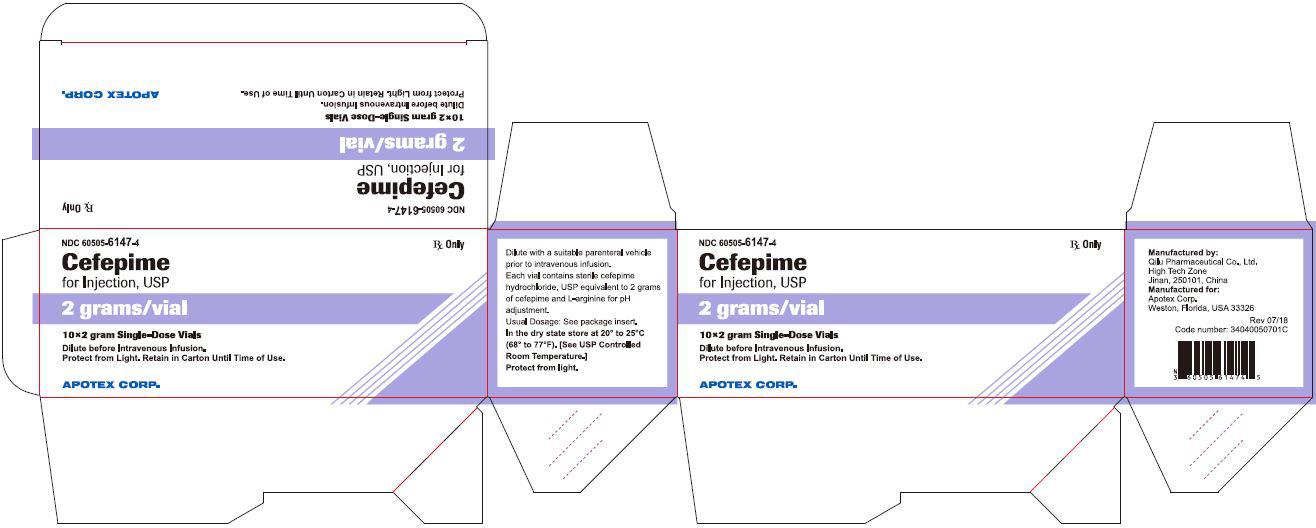 APOTEX CORP.
Protect from Light. Retain in Carton Until Time of Use.
Dilute before Intravenous Infusion.
10×2 gram Single-Dose Vials
2 grams/vial
for Injection, USP
Cefepime
NDC 60505-6147-4
Rx Only
NDC 60505-6147-4
℞ Only
Cefepime
for Injection, USP
2 grams/vial
10×2 gram Single-Dose Vials
Dilute before Intravenous Infusion.
Protect from Light. Retain in Carton Until Time of Use.
APOTEX CORP.
Dilute with a suitable parenteral vehicle
prior to intravenous infusion.
Each vial contains sterile cefepime
hydrochloride, USP equivalent to 2 grams
of cefepime and L-arginine for pH
adjustment.
Usual Dosage: See package insert.
In the dry state store at 20° to 25°C
(68° to 77°F). [See USP Controlled
Room Temperature.]
Protect from light.
NDC 60505-6147-4
℞ Only
Cefepime
for Injection, USP
2 grams/vial
10×2 gram Single-Dose Vials
Dilute before Intravenous Infusion.
Protect from Light. Retain in Carton Until Time of Use.
APOTEX CORP.
Manufactured by:
Qilu Pharmaceutical Co., Ltd.
High Tech Zone
Jinan, 250101, China
Manufactured for:
Apotex Corp.
Weston, Florida, USA 33326
Rev 07/18
Code number: 34040050701C
N
3 60505 61474 5